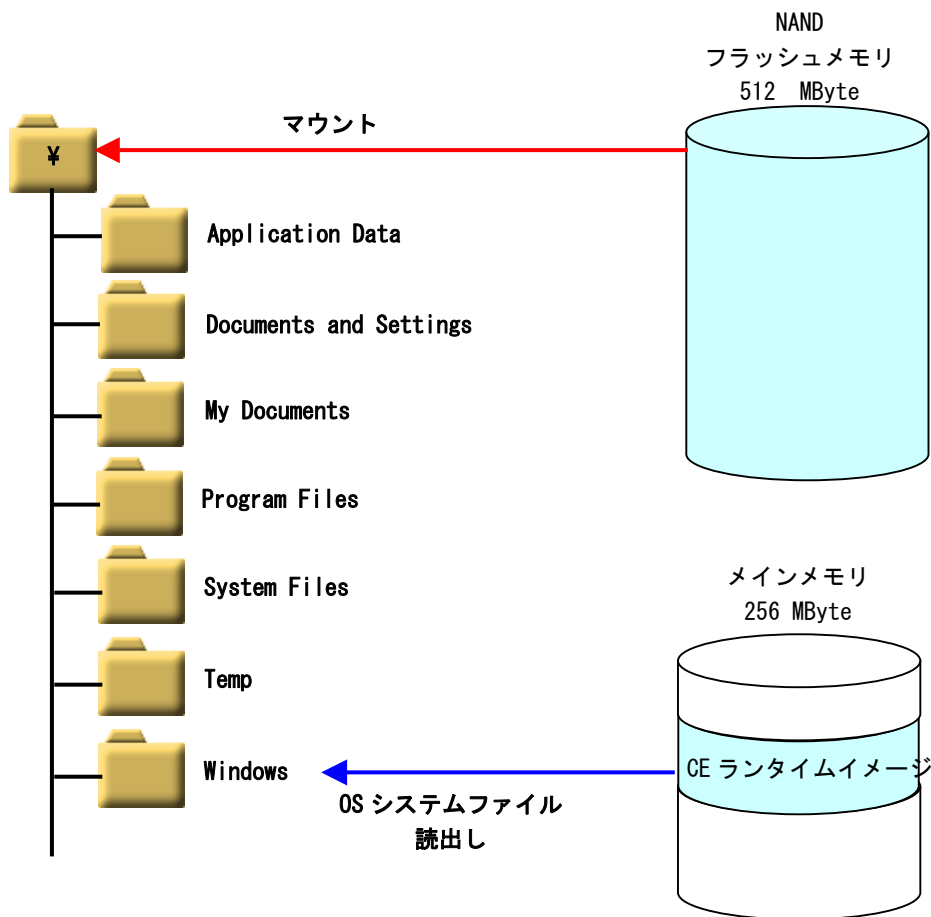 NAND
フラッシュメモリ
512 MByte
マウント
¥
Application Data
Documents and Settings
My Documents
Program Files
System Files
Temp
Windows
メインメモリ
256 MByte
CE ランタイムイメージ
OS システムファイル
読出し